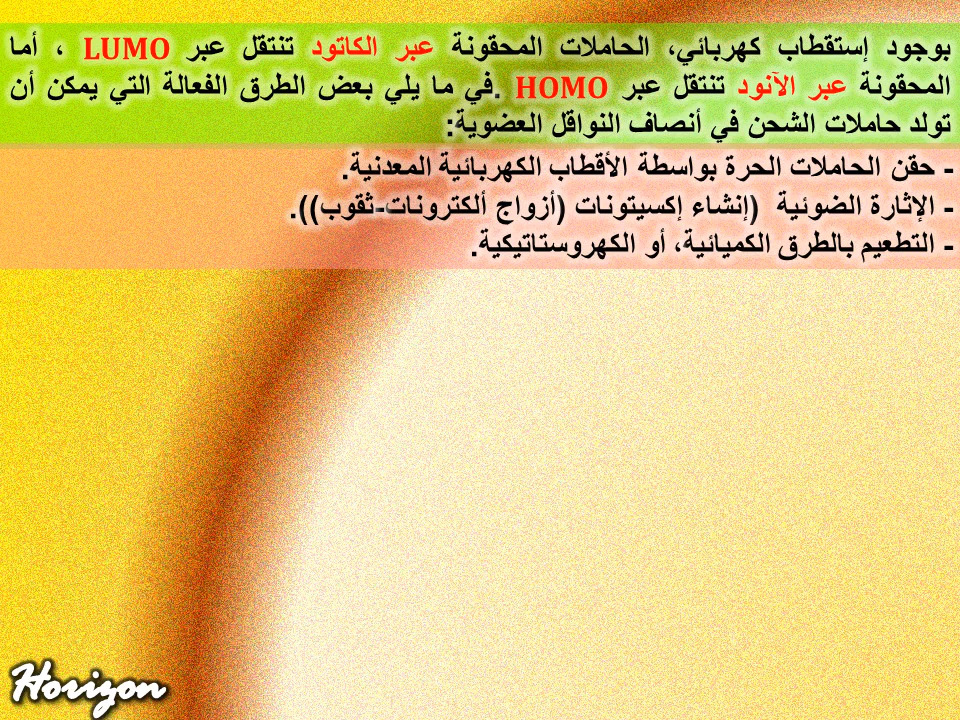 بوجود إستقطاب كهربائي، الحاملات المحقونة عبر الكاتود تنتقل عبر LUMO ، أما
المحقونة عبر الآنود تنتقل عبر HOMO .في ما يلي بعض الطرق الفعالة التي يمكن أن
تولد حاملات الشحن في أنصاف النواقل العضوية:
- حقن الحاملات الحرة بواسطة الأقطاب الكهربائية المعدنية.
- الإثارة الضوئية (إنشاء إكسيتونات (أزواج ألكترونات-ثقوب)).
- التطعيم بالطرق الكميائية، أو الكهروستاتيكية.
Horizon